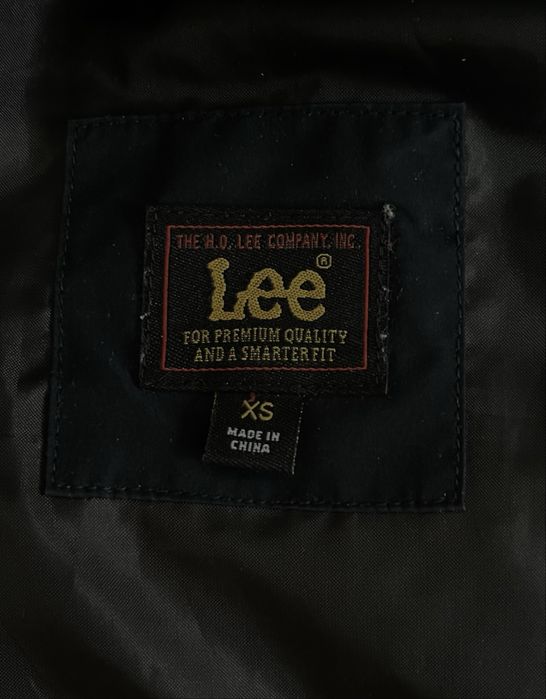 THE H.D. LEE COMPANY, INC.
Lee®
FOR PREMIUM QUALITY
AND A SMARTER FIT
XS
MADE IN
CHINA